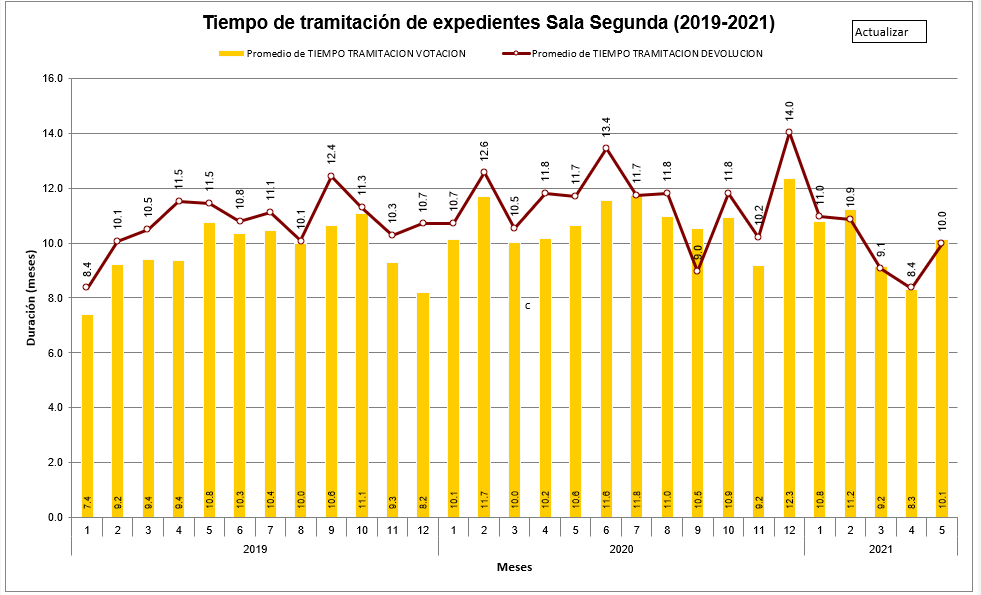 Tiempo de tramitación de expedientes Sala Segunda (2019-2021)
Actualizar
Promedio de TIEMPO TRAMITACION VOTACION Promedio de TIEMPO TRAMITACION DEVOLUCION
16.0
14.0
12.0
10.0
8.0
6.0
4.0
2.0
0.0
Duración (meses)
8.4 10.1 10.5 11.5 11.5 10.8 11.1 10.1 12.4 11.3 10.3 10.7 10.7 12.6 10.5 11.8 11.7 13.4 11.7 11.8 9.0 11.8 10.2 14.0 11.0 10.9 9.1 8.4 10.0
c
7.4 9.2 9.4 9.4 10.8 10.3 10.4 10.0 10.6 11.1 9.3 8.2 10.1 11.7 10.0 10.2 10.6 11.6 11.8 11.0 10.5 10.9 9.2 12.3 10.8 11.2 9.2 8.3 10.1
1 2 3 4 5 6 7 8 9 10 11 12 1 2 3 4 5 6 7 8 9 10 11 12 1 2 3 4 5
2019 2020 2021
Meses